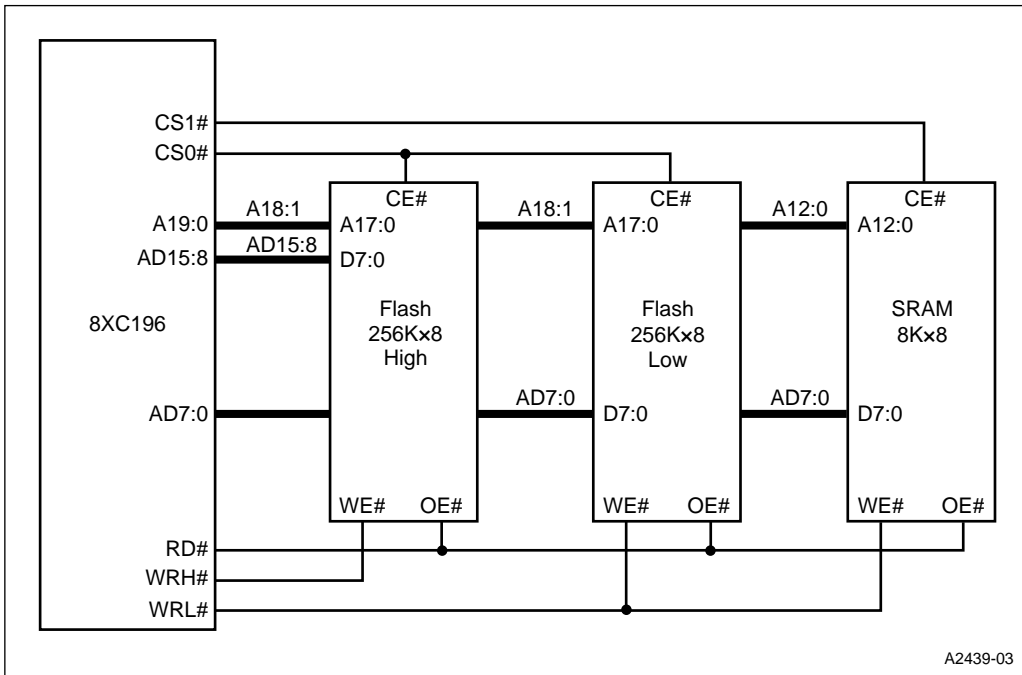 CS1#
CS0#
CE#
CE#
CE#
A19:0
A18:1
A17:0
A18:1
A17:0
A12:0
A12:0
AD15:8
AD15:8
D7:0
8XC196
Flash
256K×8
High
Flash
256K×8
Low
SRAM
8K×8
AD7:0
AD7:0
D7:0
AD7:0
D7:0
WE# OE#
WE# OE#
WE# OE#
RD#
WRH#
WRL#
A2439-03